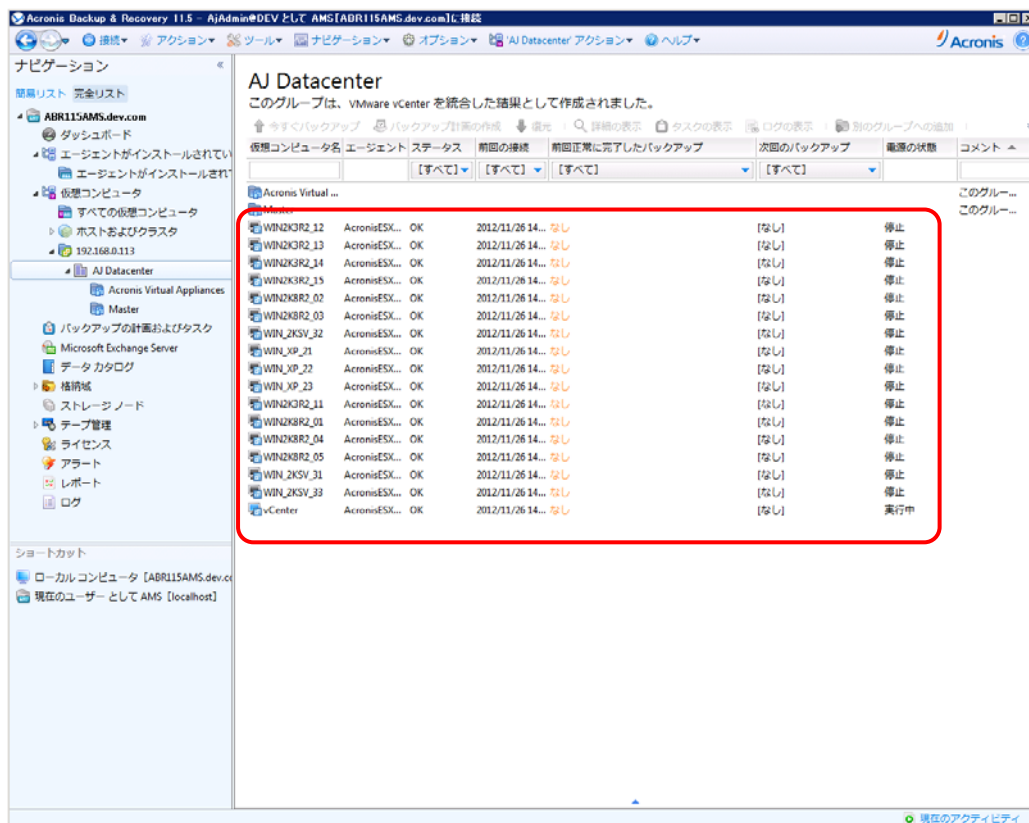 Acronis Backup & Recovery 11.5 - AjAdmin@DEV として AMS[ABR115AMS.dev.com]に接続
接続 アクション ツール ナビゲーション オプション 'AJ Datacenter' アクション ヘルプ Acronis
ナビゲーション
簡易リスト 完全リスト
ABR115AMS.dev.com
ダッシュボード
エージェントがインストールされてい
エージェントがインストールされ
仮想コンピュータ
すべての仮想コンピュータ
ホストおよびクラスタ
192.168.0.113
AJ Datacenter
Acronis Virtual Appliances
Master
バックアップの計画およびタスク
Microsoft Exchange Server
データ カタログ
格納域
ストレージ ノード
テープ管理
ライセンス
アラート
レポート
ログ
ショートカット
ローカル コンピュータ [ABR115AMS.dev.co
現在のユーザー として AMS [localhost]
AJ Datacenter
このグループは、VMware vCenter を統合した結果として作成されました。
今すぐバックアップ バックアップ計画の作成 復元 詳細の表示 タスクの表示 ログの表示 別のグループへの追加
仮想コンピュータ名 エージェント ステータス 前回の接続 前回正常に完了したバックアップ 次回のバックアップ 電源の状態 コメント
[すべて] [すべて] [すべて] [すべて]
Acronis Virtual ... このグルー...
Master このグルー...
WIN2K3R2_12 AcronisESX... OK 2012/11/26 14... なし [なし] 停止
WIN2K3R2_13 AcronisESX... OK 2012/11/26 14... なし [なし] 停止
WIN2K3R2_14 AcronisESX... OK 2012/11/26 14... なし [なし] 停止
WIN2K3R2_15 AcronisESX... OK 2012/11/26 14... なし [なし] 停止
WIN2K8R2_02 AcronisESX... OK 2012/11/26 14... なし [なし] 停止
WIN2K8R2_03 AcronisESX... OK 2012/11/26 14... なし [なし] 停止
WIN_2KSV_32 AcronisESX... OK 2012/11/26 14... なし [なし] 停止
WIN_XP_21 AcronisESX... OK 2012/11/26 14... なし [なし] 停止
WIN_XP_22 AcronisESX... OK 2012/11/26 14... なし [なし] 停止
WIN_XP_23 AcronisESX... OK 2012/11/26 14... なし [なし] 停止
WIN2K3R2_11 AcronisESX... OK 2012/11/26 14... なし [なし] 停止
WIN2K8R2_01 AcronisESX... OK 2012/11/26 14... なし [なし] 停止
WIN2K8R2_04 AcronisESX... OK 2012/11/26 14... なし [なし] 停止
WIN2K8R2_05 AcronisESX... OK 2012/11/26 14... なし [なし] 停止
WIN_2KSV_31 AcronisESX... OK 2012/11/26 14... なし [なし] 停止
WIN_2KSV_33 AcronisESX... OK 2012/11/26 14... なし [なし] 停止
vCenter AcronisESX... OK 2012/11/26 14... なし [なし] 実行中
現在のアクティビティ